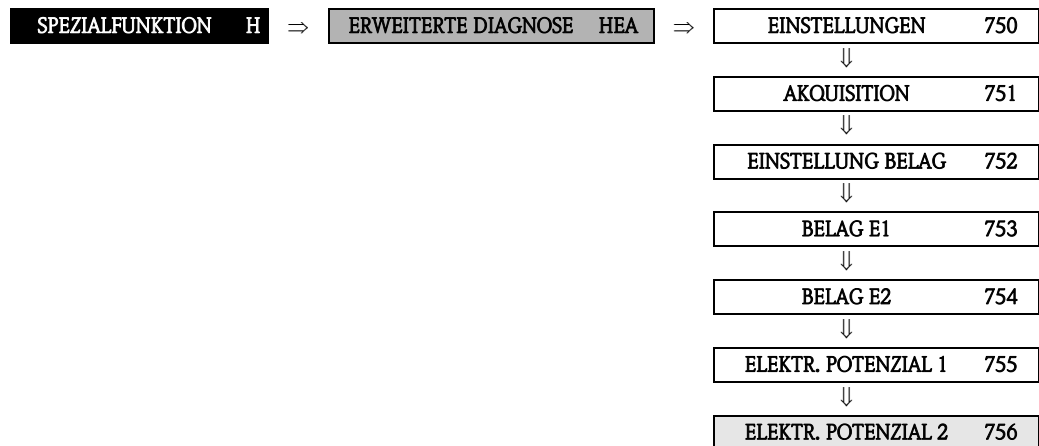 SPEZIALFUNKTION H ⇒ ERWEITERTE DIAGNOSE HEA ⇒ EINSTELLUNGEN 750
⇓
AKQUISITION 751
⇓
EINSTELLUNG BELAG 752
⇓
BELAG E1 753
⇓
BELAG E2 754
⇓
ELEKTR. POTENZIAL 1 755
⇓
ELEKTR. POTENZIAL 2 756